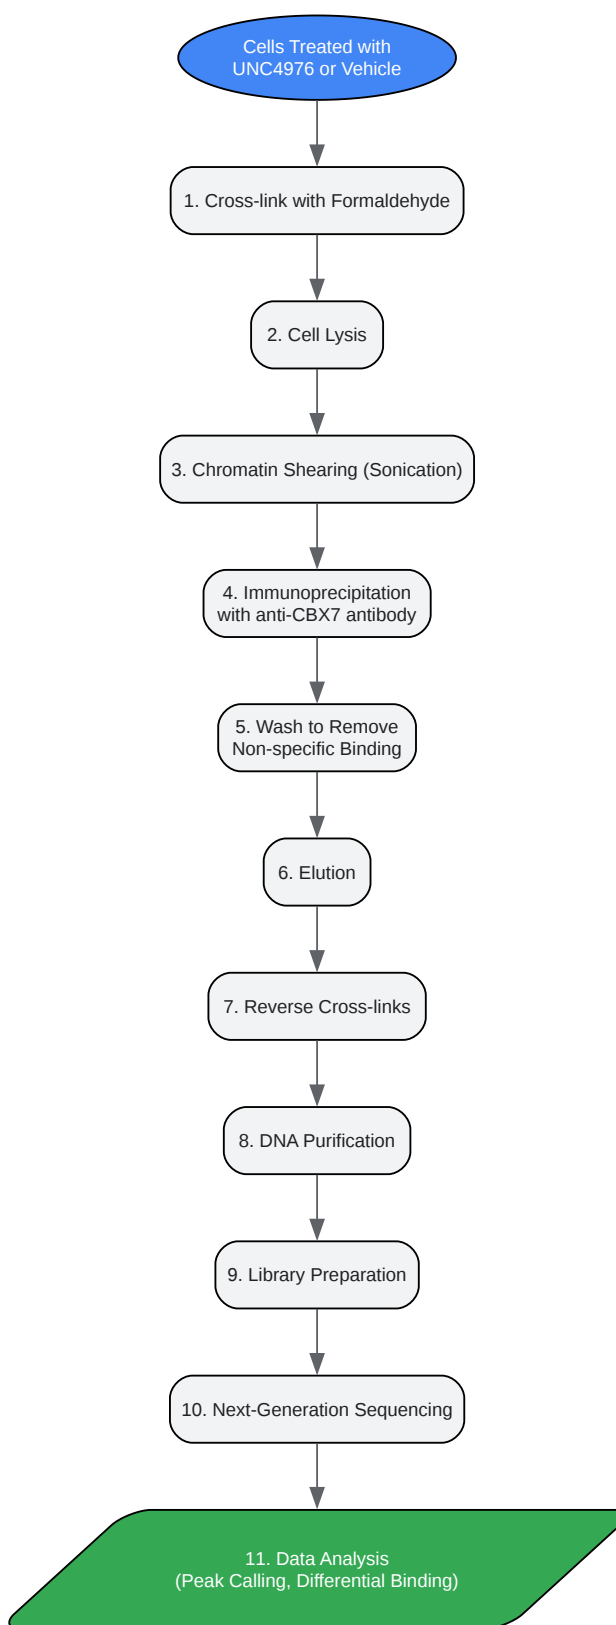 Cells Treated with
UNC4976 or Vehicle
1. Cross-link with Formaldehyde
2. Cell Lysis
3. Chromatin Shearing (Sonication)
4. Immunoprecipitation
with anti-CBX7 antibody
5. Wash to Remove
Non-specific Binding
6. Elution
7. Reverse Cross-links
8. DNA Purification
9. Library Preparation
10. Next-Generation Sequencing
11. Data Analysis
(Peak Calling, Differential Binding)